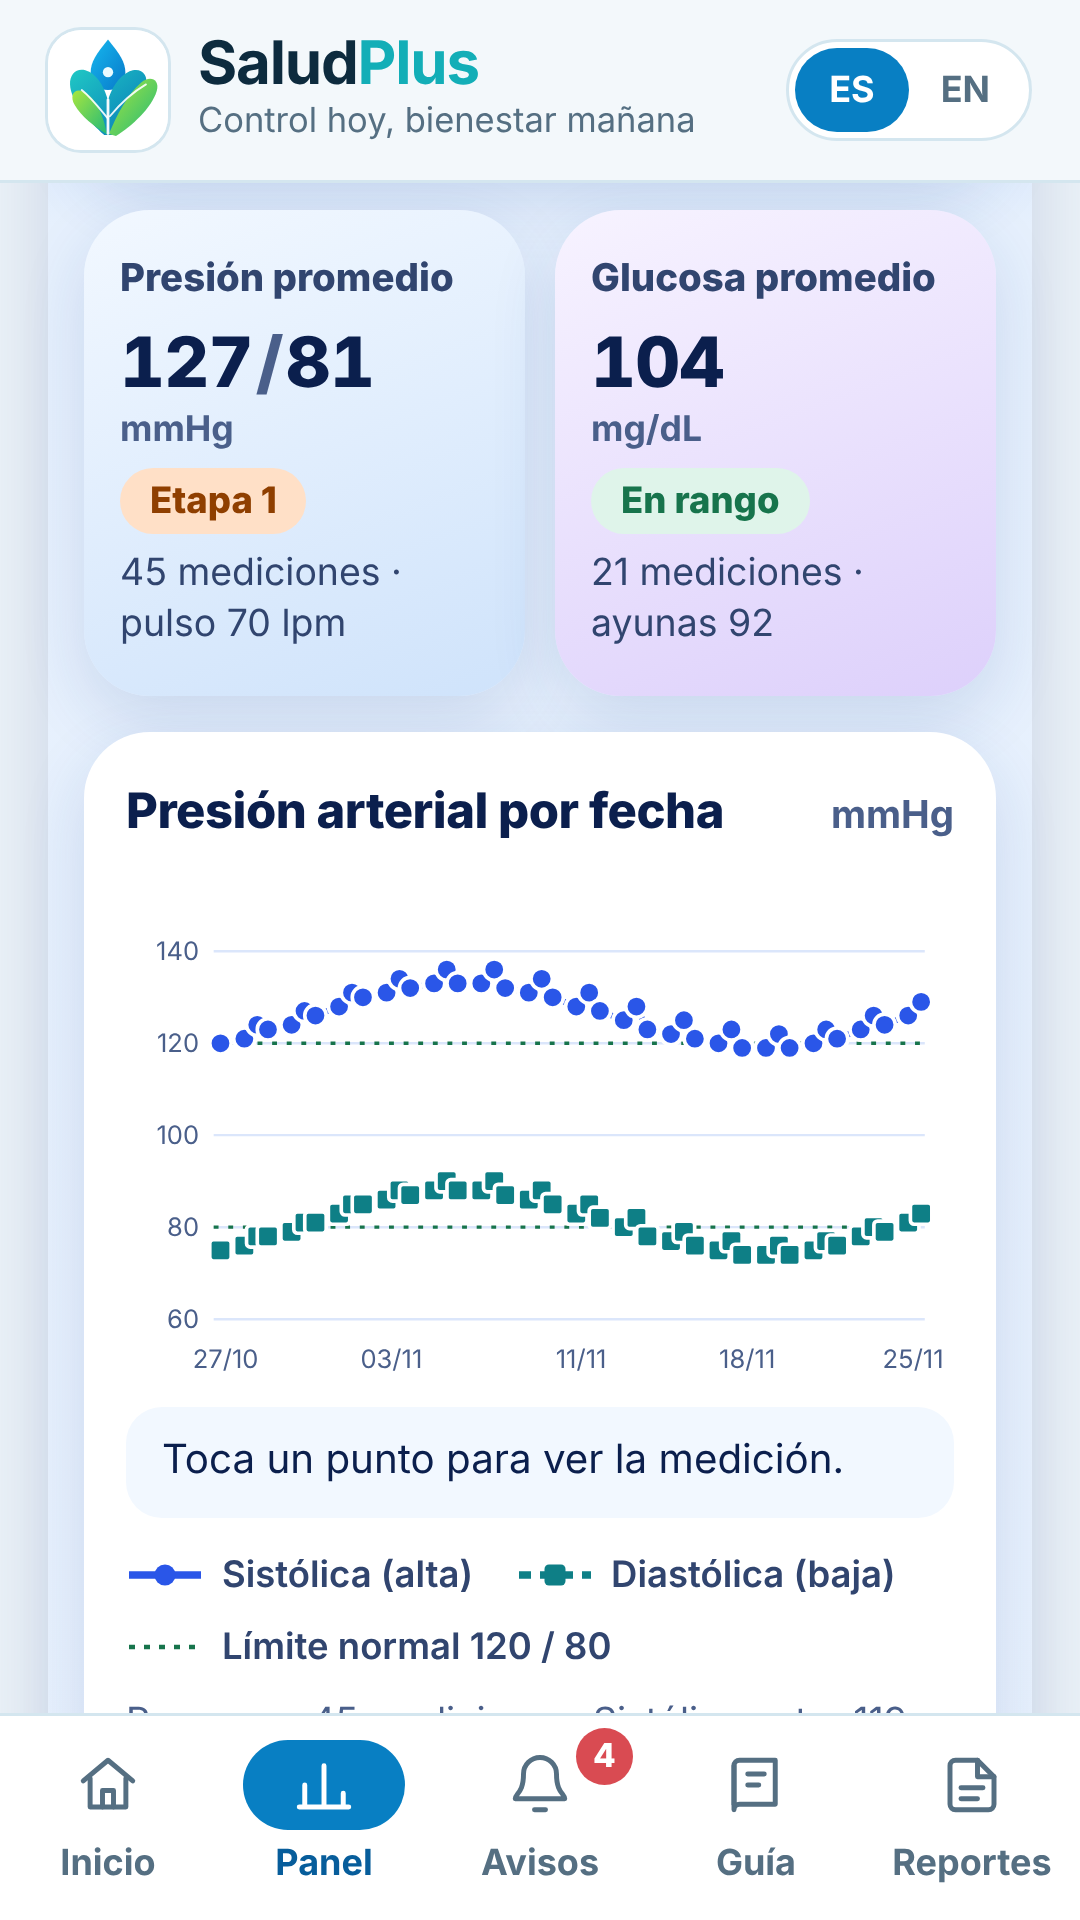 SaludPlus
Control hoy, bienestar mañana
ES EN
Presión promedio
127/81
mmHg
Etapa 1
45 mediciones ·
pulso 70 lpm
Glucosa promedio
104
mg/dL
En rango
21 mediciones ·
ayunas 92
Presión arterial por fecha mmHg
140
120
100
80
60
27/10 03/11 11/11 18/11 25/11
Toca un punto para ver la medición.
Sistólica (alta) Diastólica (baja)
Límite normal 120 / 80
4
Inicio Panel Avisos Guía Reportes